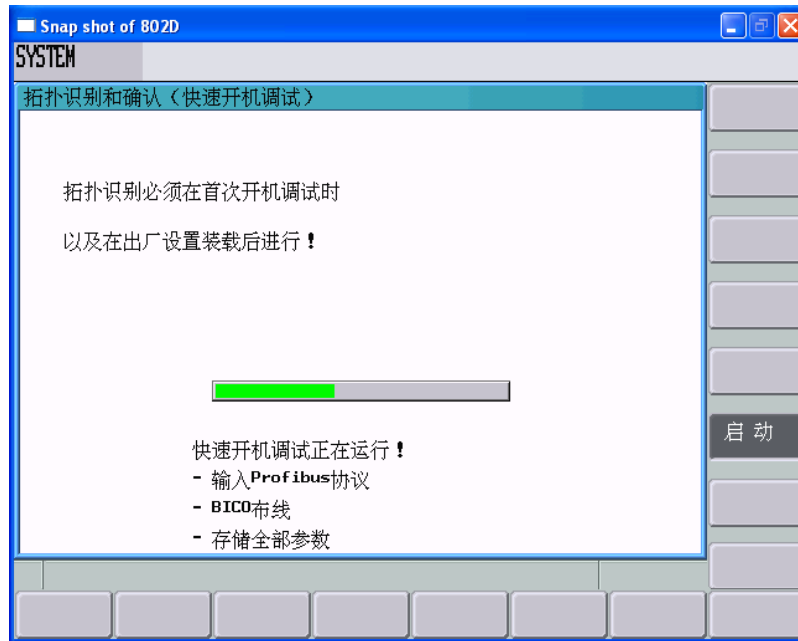 Snap shot of 802D
SYSTEM
拓扑识别和确认（快速开机调试）
拓扑识别必须在首次开机调试时
以及在出厂设置装载后进行！
启动
快速开机调试正在运行！
- 输入Profibus协议
- BICO布线
- 存储全部参数